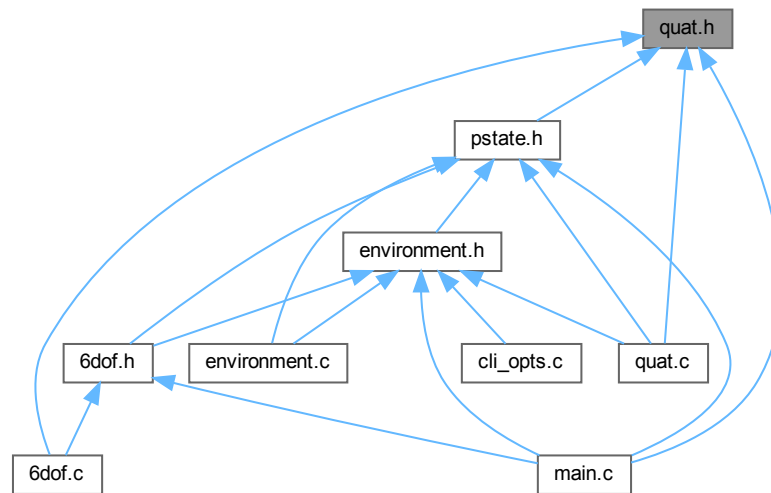 quat.h
pstate.h
environment.h
6dof.h
environment.c
cli_opts.c
quat.c
6dof.c
main.c